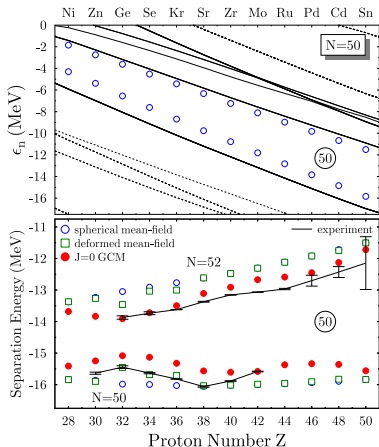 Proton Number Z
Ni Zn Ge Se Kr Sr Zr Mo Ru Pd Cd Sn
0
-2
-4
-6
-8
-10
-12
-14
-16
ϵn (MeV)
N=50
50
-11
-12
-13
-14
-15
-16
Separation Energy (MeV)
spherical mean-field
deformed mean-field
J=0 GCM
experiment
N=52
50
N=50
28 30 32 34 36 38 40 42 44 46 48 50
Proton Number Z